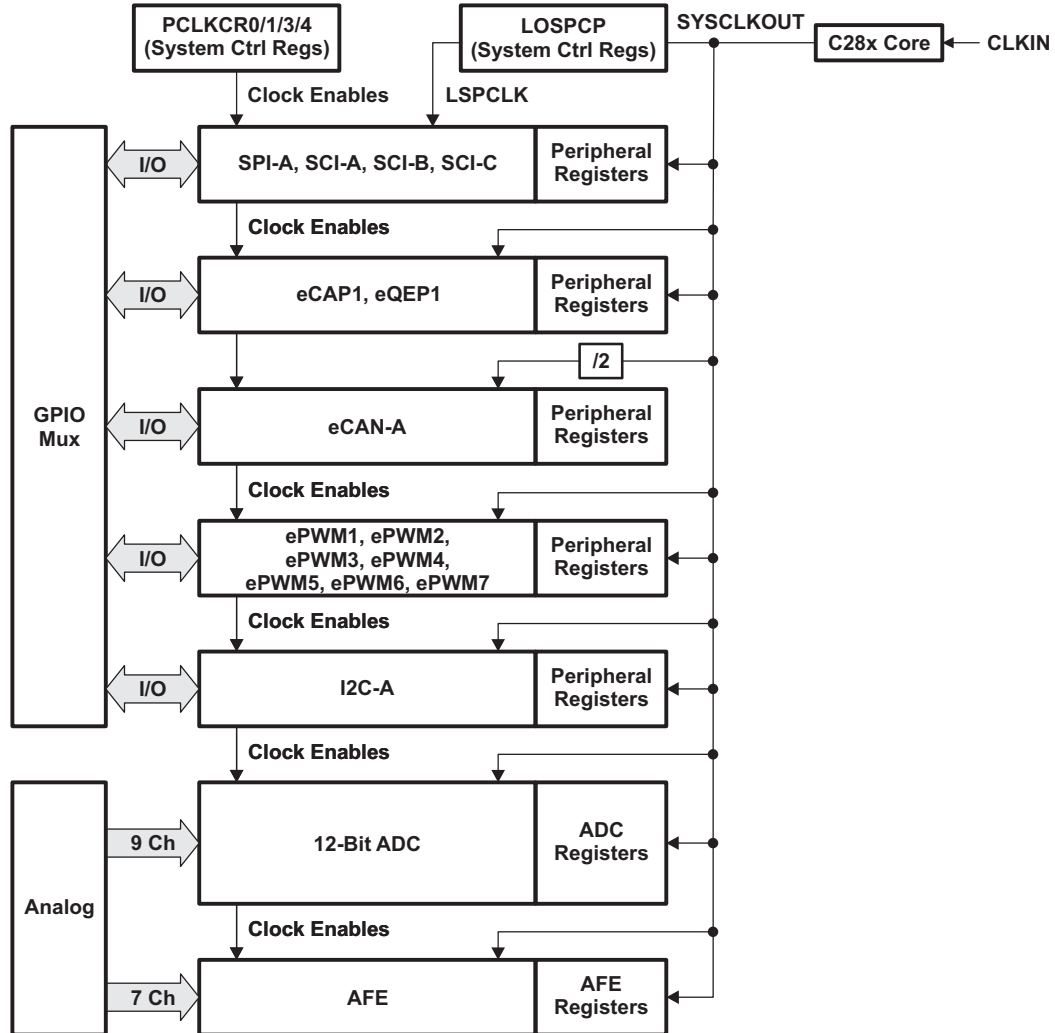 PCLKCR0/1/3/4
(System Ctrl Regs)
LOSPCP
(System Ctrl Regs)
SYSCLKOUT
C28x Core
CLKIN
Clock Enables
LSPCLK
I/O
SPI-A, SCI-A, SCI-B, SCI-C
Peripheral
Registers
Clock Enables
I/O
eCAP1, eQEP1
Peripheral
Registers
/2
GPIO
Mux
I/O
eCAN-A
Peripheral
Registers
Clock Enables
I/O
ePWM1, ePWM2,
ePWM3, ePWM4,
ePWM5, ePWM6, ePWM7
Peripheral
Registers
Clock Enables
I/O
I2C-A
Peripheral
Registers
Clock Enables
Analog
9 Ch
12-Bit ADC
ADC
Registers
Clock Enables
7 Ch
AFE
AFE
Registers